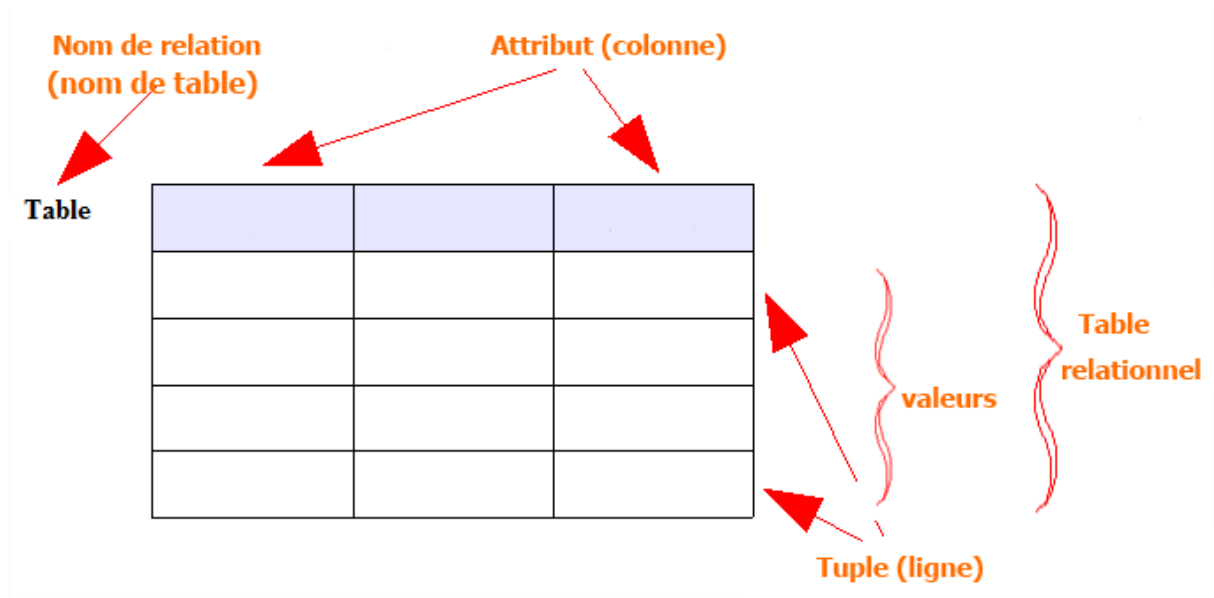 Nom de relation
(nom de table)
Attribut (colonne)
Table
Table
relationnel
valeurs
Tuple (ligne)